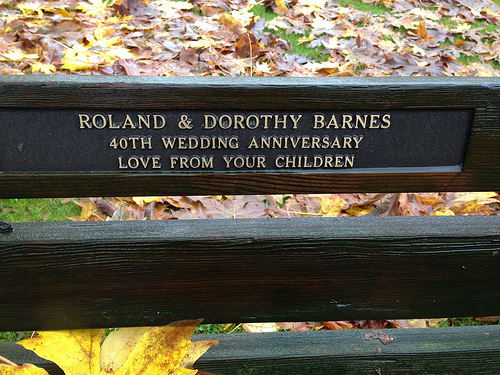 ROLAND & DOROTHY BARNES
40TH WEDDING ANNIVERSARY
LOVE FROM YOUR CHILDREN